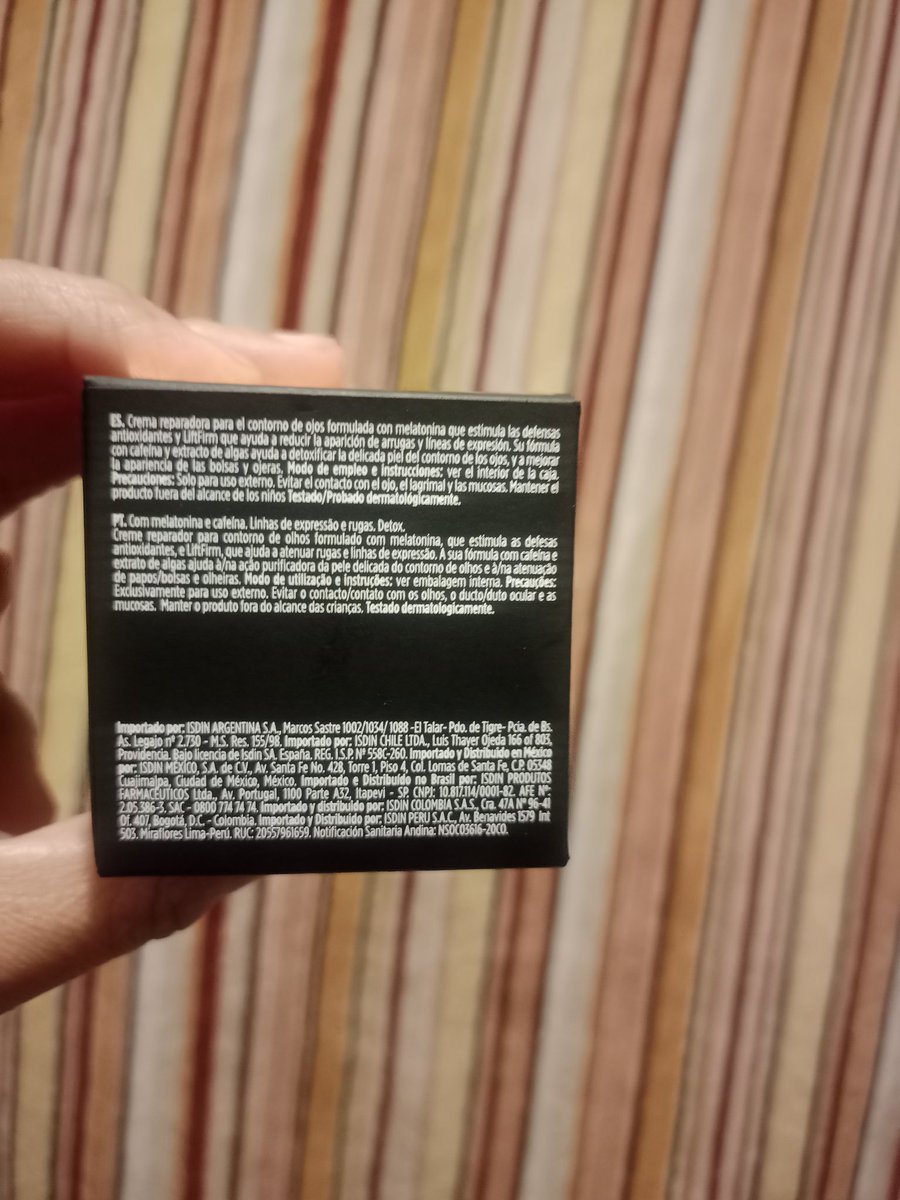 ES. Crema reparadora para el contorno de ojos formulada con melatonina que estimula las defensas
antioxidantes y LiftFirm que ayuda a reducir la aparición de arrugas y líneas de expresión. Su fórmula
con cafeína y extracto de algas ayuda a detoxificar la delicada piel del contorno de los ojos, y a mejorar
la apariencia de las bolsas y ojeras. Modo de empleo e instrucciones: ver el interior de la caja.
Precauciones: Solo para uso externo. Evitar el contacto con el ojo, el lagrimal y las mucosas. Mantener el
producto fuera del alcance de los niños Testado/Probado dermatológicamente.
PT. Com melatonina e cafeína. Linhas de expressão e rugas. Detox.
Creme reparador para contorno de olhos formulado com melatonina, que estimula as defesas
antioxidantes, e LiftFirm, que ajuda a atenuar rugas e linhas de expressão. A sua fórmula com cafeína e
extrato de algas ajuda à/na ação purificadora da pele delicada do contorno de olhos e à/na atenuação
de papos/bolsas e olheiras. Modo de utilização e instruções: ver embalagem interna. Precauções:
Exclusivamente para uso externo. Evitar o contacto/contato com os olhos, o ducto/duto ocular e as
mucosas. Manter o produto fora do alcance das crianças. Testado dermatologicamente.
Importado por: ISDIN ARGENTINA S.A., Marcos Sastre 1002/1034/ 1088 -El Talar- Pdo. de Tigre- Pcia. de Bs.
As. Legajo nº 2.730 - M.S. Res. 155/98. Importado por: ISDIN CHILE LTDA., Luis Thayer Ojeda 166 of 803,
Providencia. Bajo licencia de Isdin SA. España. REG. I.S.P. Nº 558C-260. Importado y Distribuido en México
por: ISDIN MÉXICO, S.A. de C.V., Av. Santa Fe No. 428, Torre 1, Piso 4, Col. Lomas de Santa Fe, C.P. 05348
Cuajimalpa, Ciudad de México, México. Importado e Distribuído no Brasil por: ISDIN PRODUTOS
FARMACÊUTICOS Ltda., Av. Portugal, 1100 Parte A32, Itapevi - SP. CNPJ: 10.817.114/0001-82. AFE Nº:
2.05.386-3. SAC - 0800 774 74 74. Importado y distribuido por: ISDIN COLOMBIA S.A.S., Cra. 47A Nº 96-41
Of. 407, Bogotá, D.C. - Colombia. Importado y Distribuido por: ISDIN PERU S.A.C., Av. Benavides 1579 Int
503. Miraflores Lima-Perú. RUC: 20557961659. Notificación Sanitaria Andina: NSOC03616-20CO.